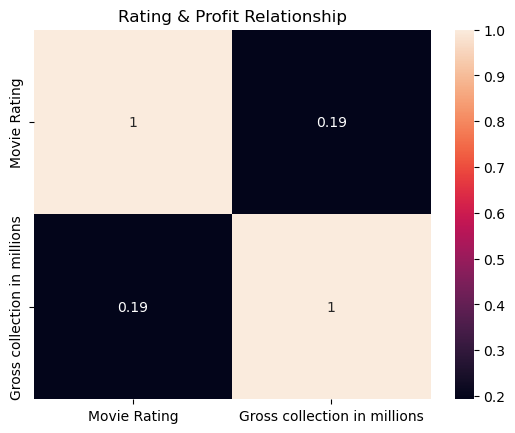 Rating & Profit Relationship
Movie Rating
Gross collection in millions
1
0.19
0.19
1
Movie Rating
Gross collection in millions
1.0
0.9
0.8
0.7
0.6
0.5
0.4
0.3
0.2